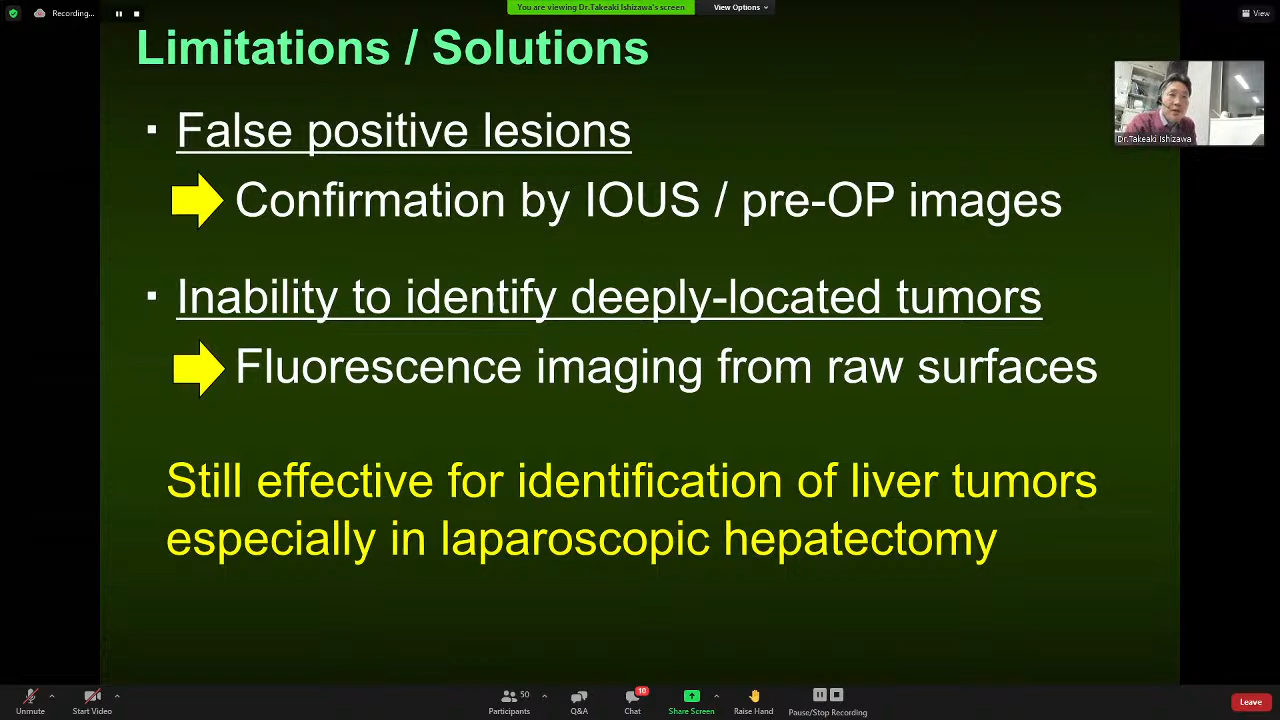 Recording...
You are viewing Dr.Takeaki Ishizawa's screen
View Options
View
Limitations / Solutions
Dr.Takeaki Ishizawa
・False positive lesions
Confirmation by IOUS / pre-OP images
・Inability to identify deeply-located tumors
Fluorescence imaging from raw surfaces
Still effective for identification of liver tumors
especially in laparoscopic hepatectomy
Unmute
Start Video
50
Participants
Q&A
10
Chat
Share Screen
Raise Hand
Pause/Stop Recording
Leave